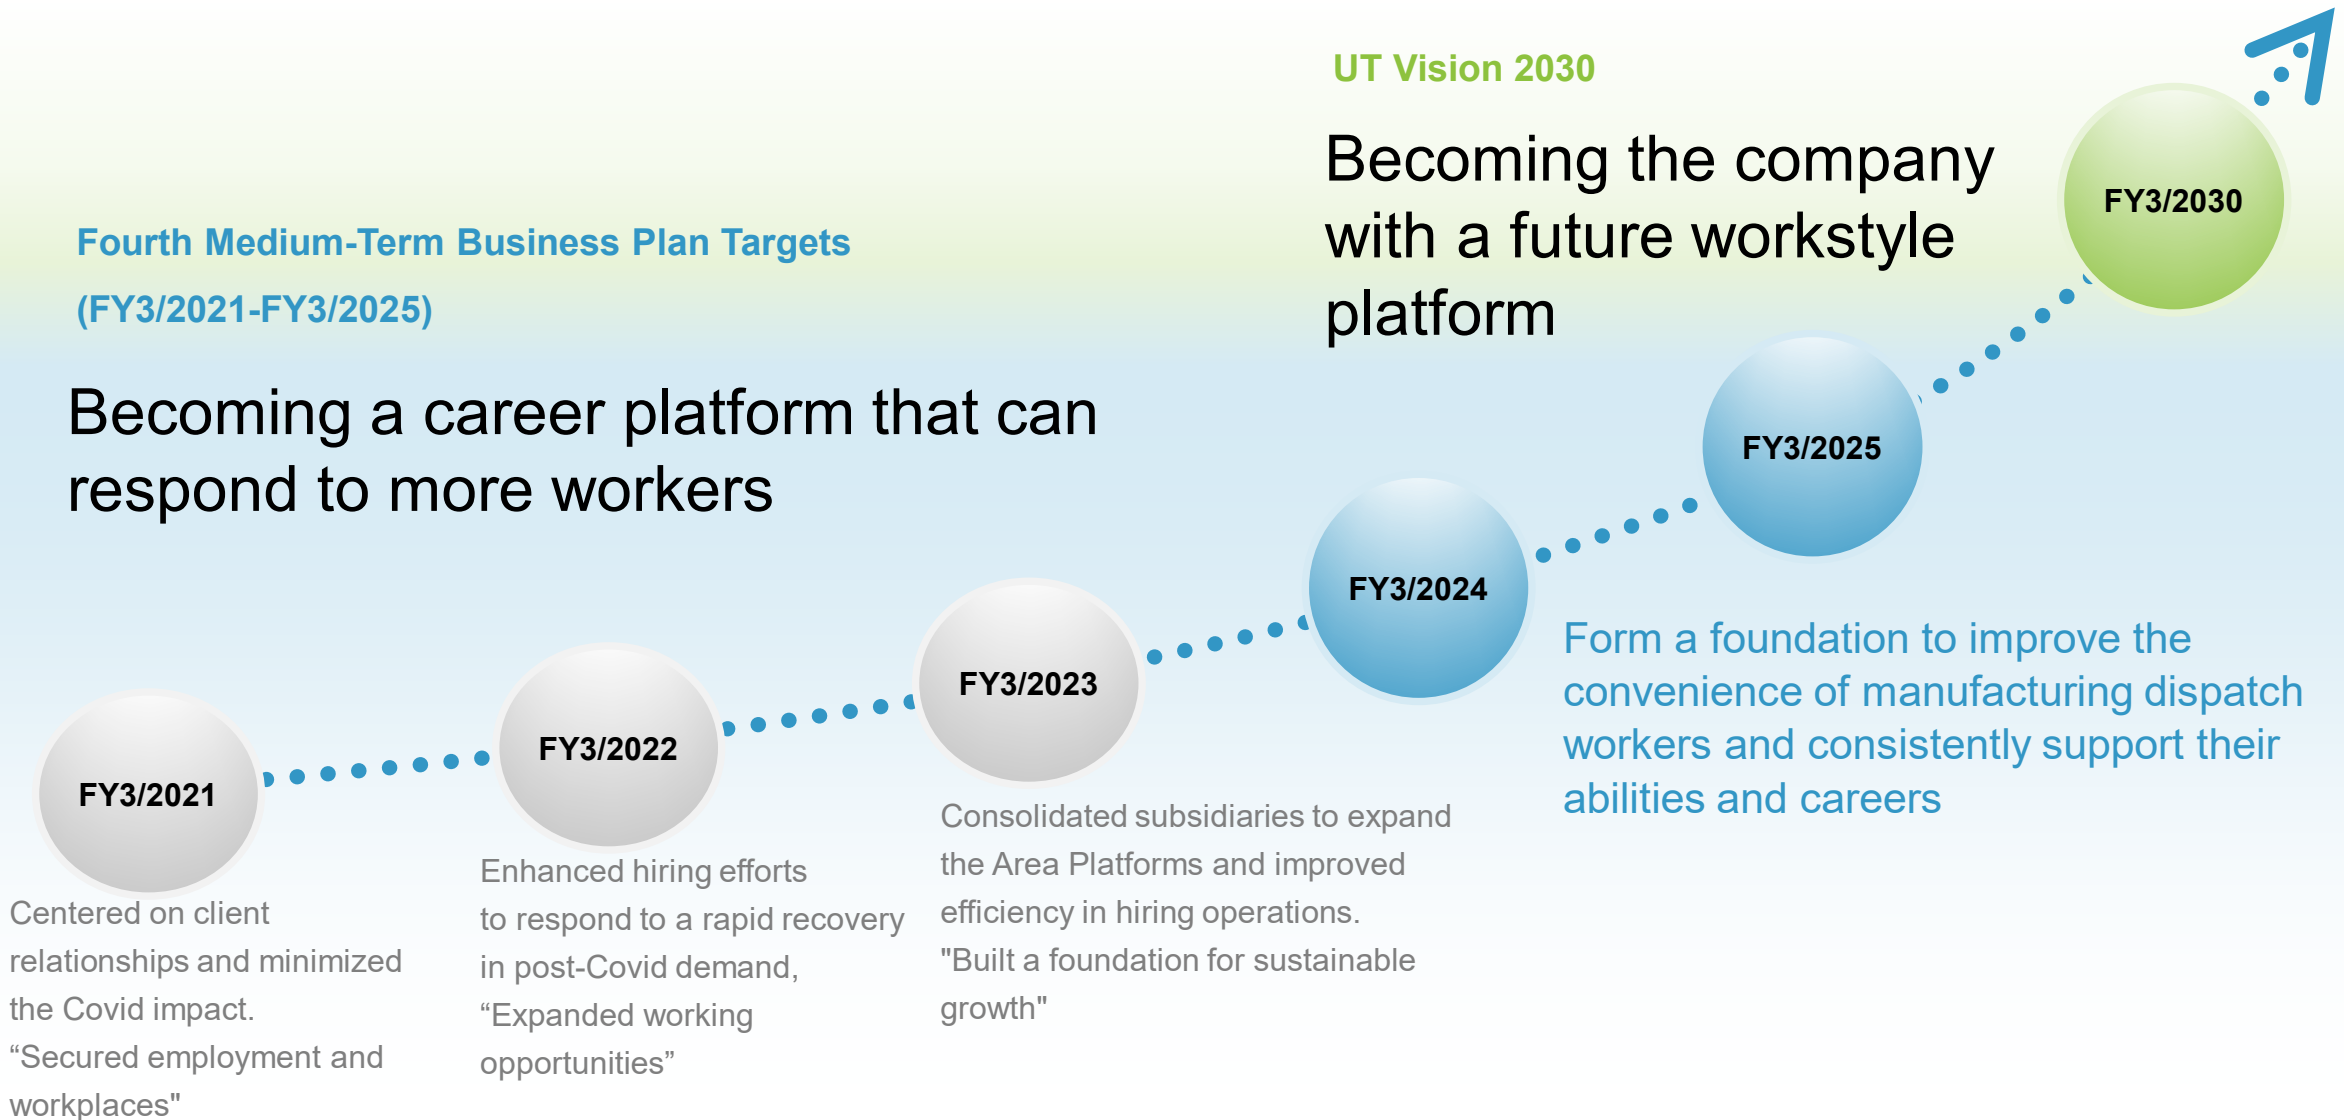 UT Vision 2030
Becoming the company
with a future workstyle
platform
Fourth Medium-Term Business Plan Targets
(FY3/2021-FY3/2025)
Becoming a career platform that can
respond to more workers
FY3/2030
FY3/2025
FY3/2024
FY3/2023
FY3/2022
FY3/2021
Form a foundation to improve the
convenience of manufacturing dispatch
workers and consistently support their
abilities and careers
Consolidated subsidiaries to expand
the Area Platforms and improved
efficiency in hiring operations.
"Built a foundation for sustainable
growth"
Enhanced hiring efforts
to respond to a rapid recovery
in post-Covid demand,
“Expanded working
opportunities”
Centered on client
relationships and minimized
the Covid impact.
“Secured employment and
workplaces"